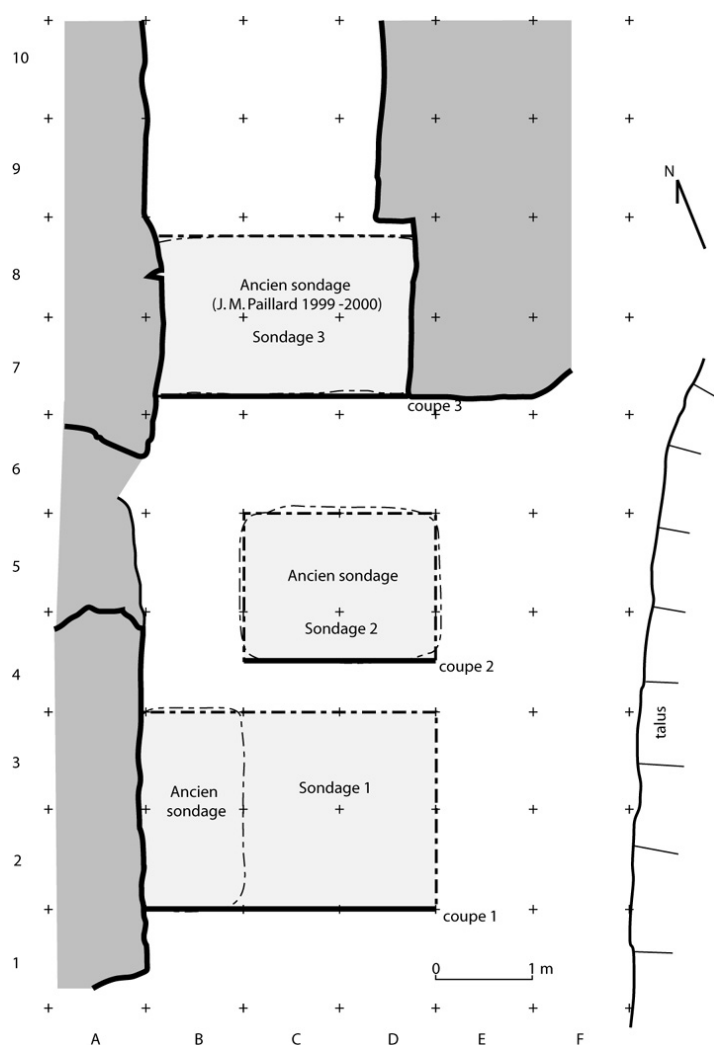 10
9
N
8
Ancien sondage
(J. M. Paillard 1999 -2000)
Sondage 3
7
coupe 3
6
5
Ancien sondage
Sondage 2
4
coupe 2
talus
3
Ancien
sondage
Sondage 1
2
coupe 1
1
0 1 m
A B C D E F